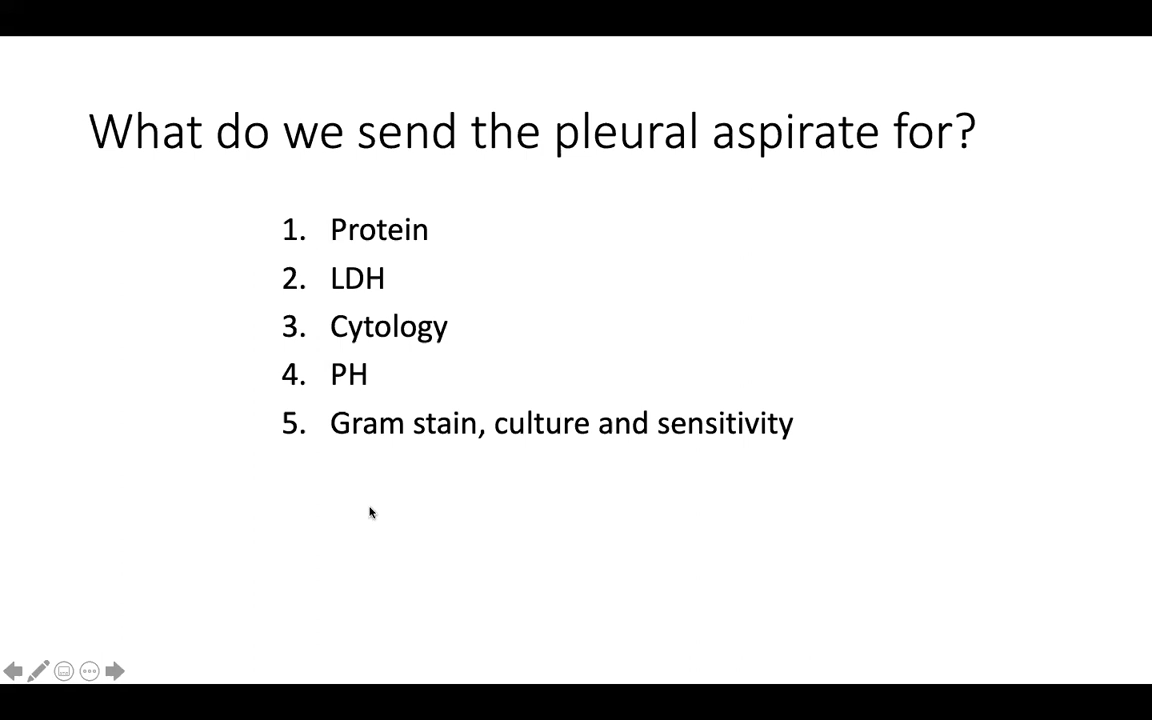 What do we send the pleural aspirate for?
1. Protein
2. LDH
3. Cytology
4. PH
5. Gram stain, culture and sensitivity